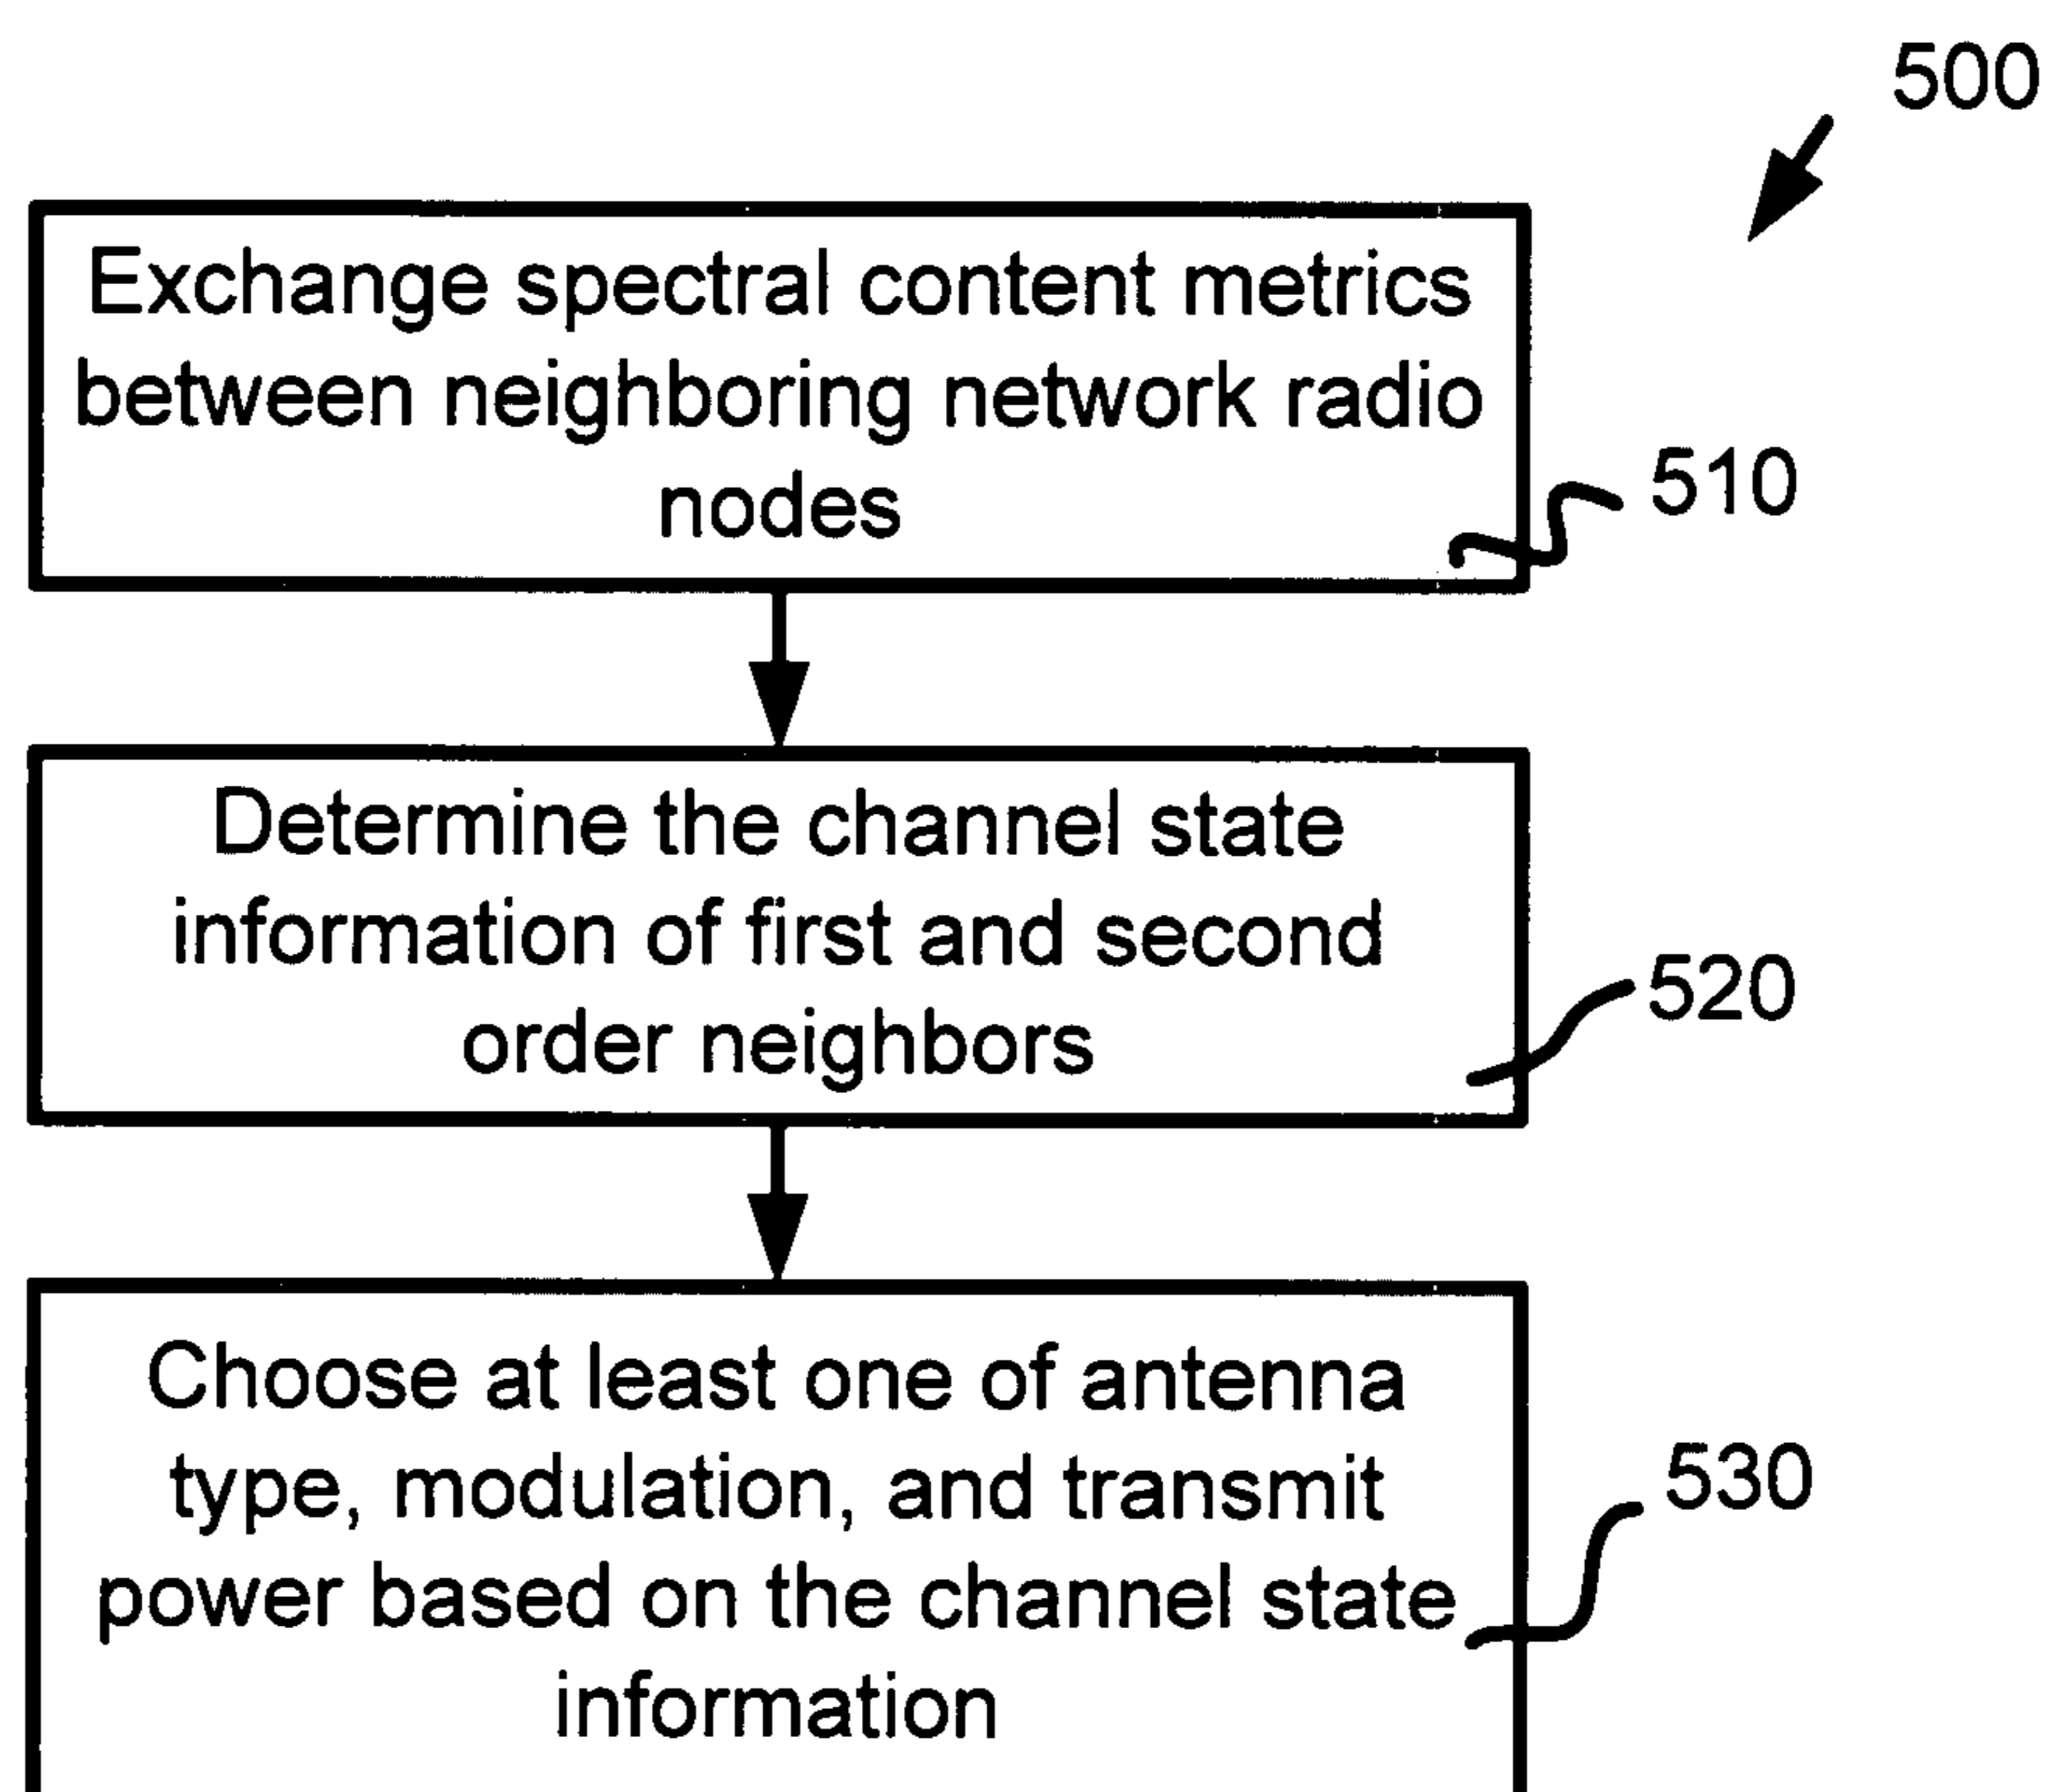 500
Exchange spectral content metrics
between neighboring network radio
nodes
510
Determine the channel state
information of first and second
order neighbors
520
Choose at least one of antenna
type, modulation, and transmit
power based on the channel state
information
530